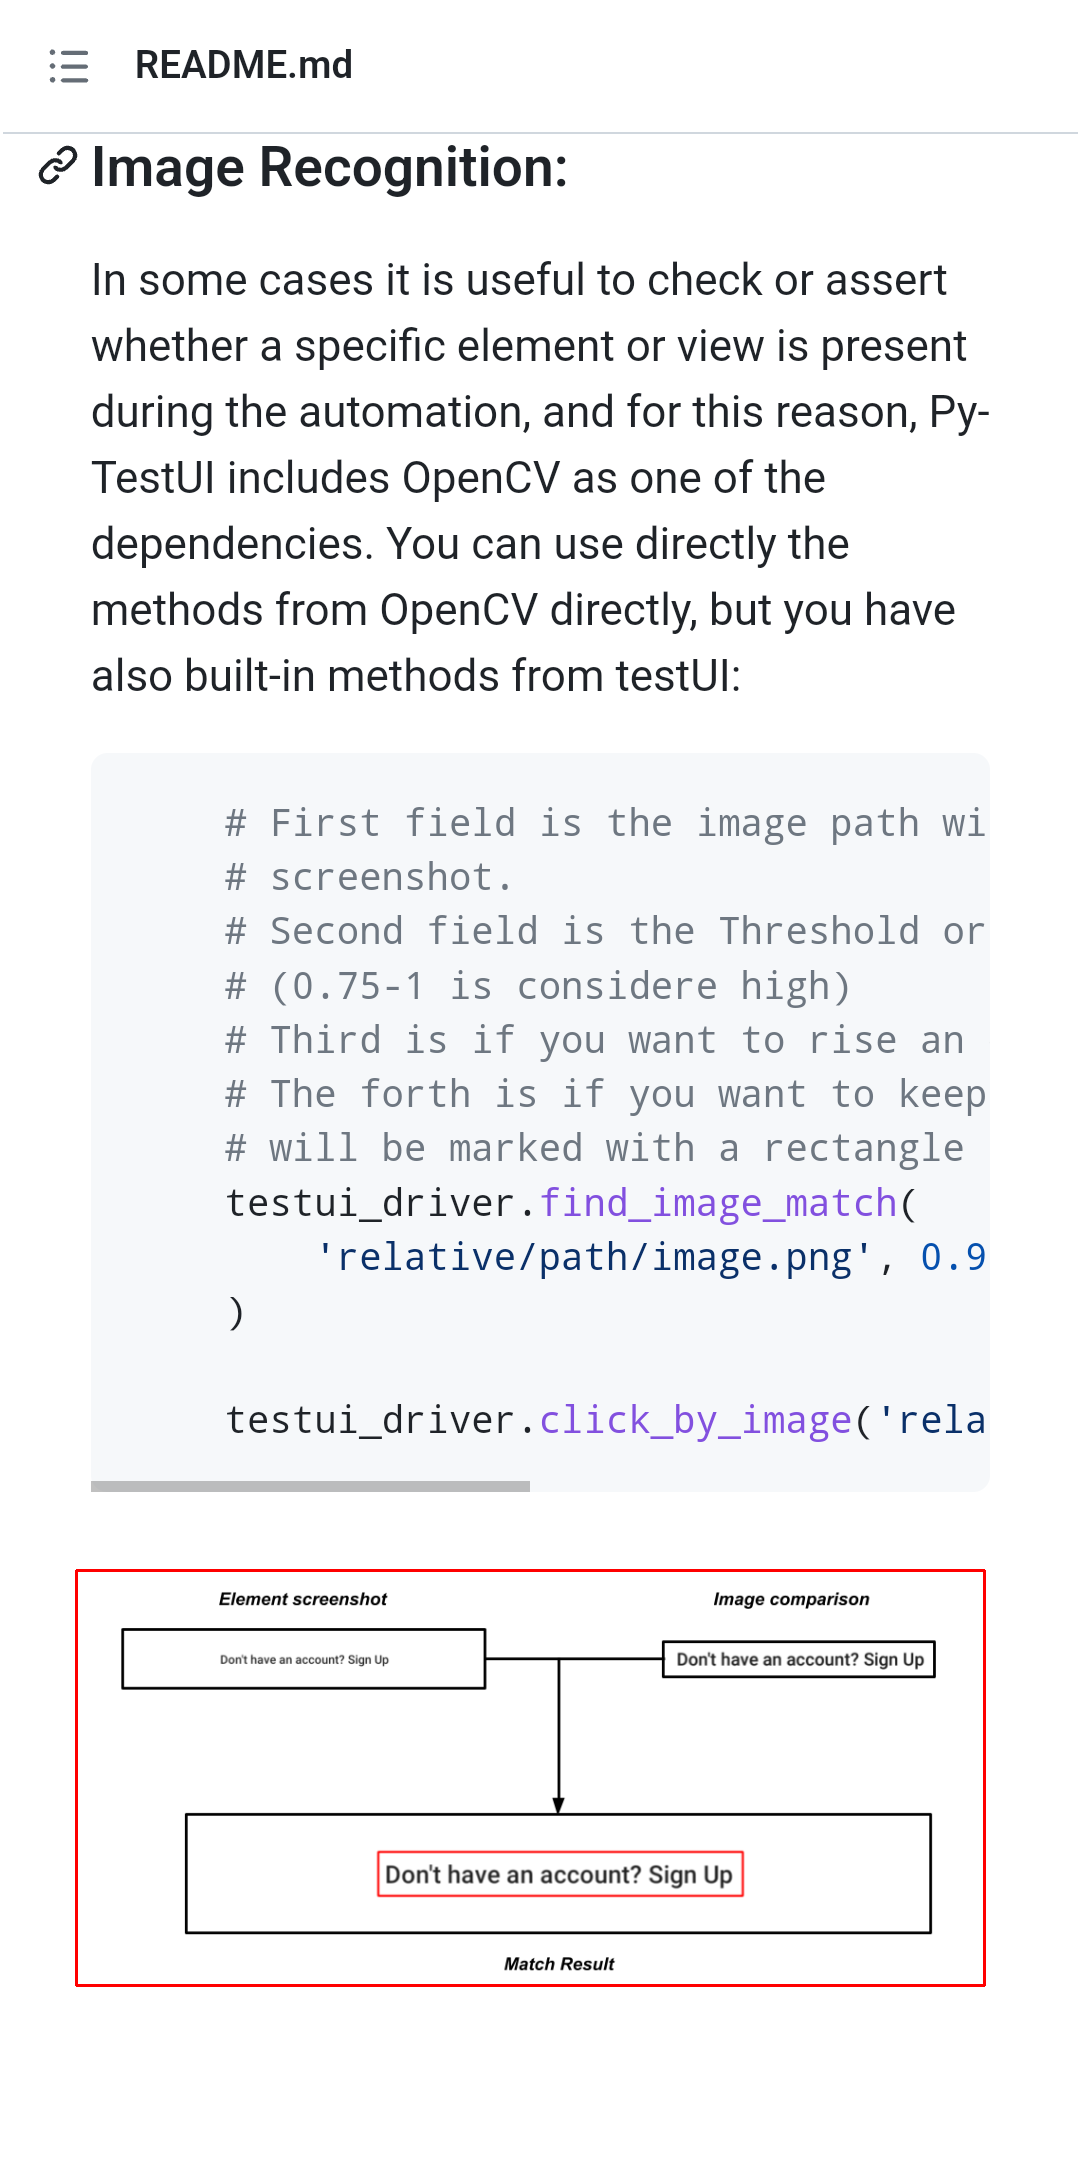 README.md
Image Recognition:
In some cases it is useful to check or assert
whether a specific element or view is present
during the automation, and for this reason, Py-
TestUI includes OpenCV as one of the
dependencies. You can use directly the
methods from OpenCV directly, but you have
also built-in methods from testUI:
# First field is the image path wi
# screenshot.
# Second field is the Threshold or
# (0.75-1 is considere high)
# Third is if you want to rise an
# The forth is if you want to keep
# will be marked with a rectangle
testui_driver.find_image_match(
'relative/path/image.png', 0.9
)
testui_driver.click_by_image('rela
Element screenshot
Image comparison
Don't have an account? Sign Up
Don't have an account? Sign Up
Don't have an account? Sign Up
Match Result